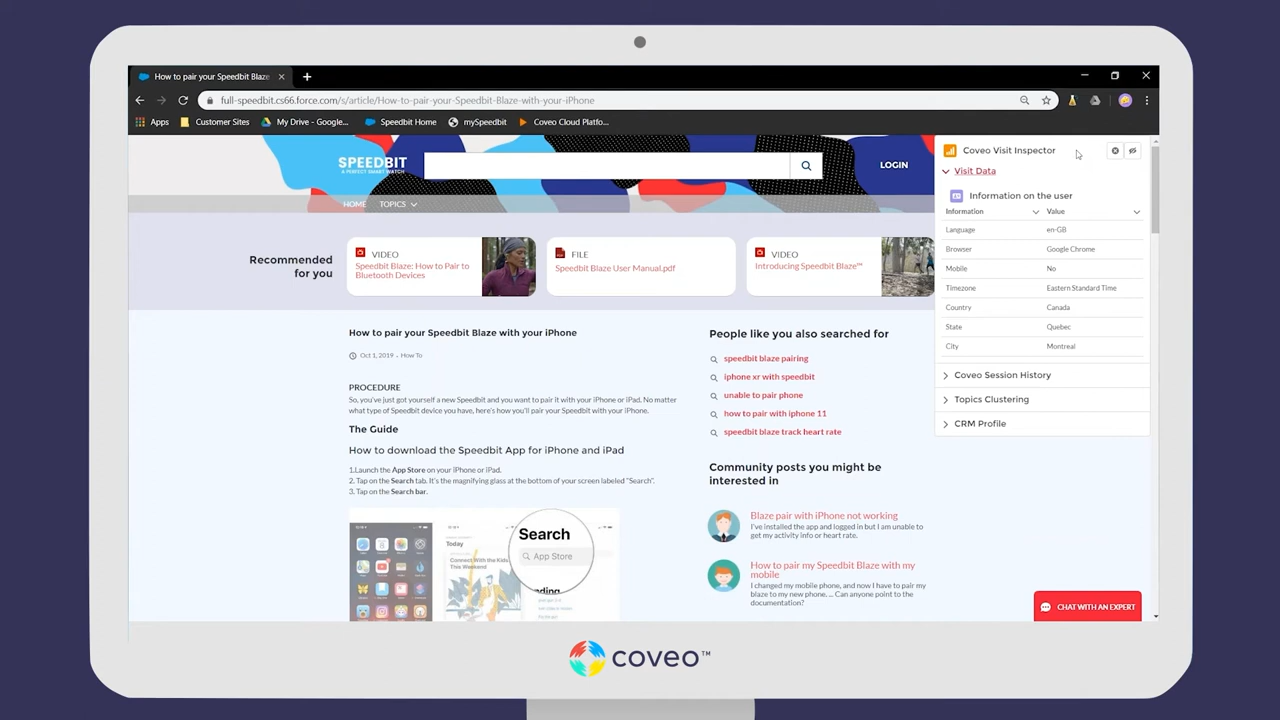 How to pair your Speedbit Blaze
full-speedbit.cs66.force.com/s/article/How-to-pair-your-Speedbit-Blaze-with-your-iPhone
Apps Customer Sites My Drive - Google... Speedbit Home mySpeedbit Coveo Cloud Platfo...
SPEEDBIT
A PERFECT SMART WATCH
LOGIN
HOME TOPICS
Recommended
for you
VIDEO
Speedbit Blaze: How to Pair to
Bluetooth Devices
FILE
Speedbit Blaze User Manual.pdf
VIDEO
Introducing Speedbit Blaze™
How to pair your Speedbit Blaze with your iPhone
Oct 1, 2019 - How To
PROCEDURE
So, you've just got yourself a new Speedbit and you want to pair it with your iPhone or iPad. No matter
what type of Speedbit device you have, here's how you'll pair your Speedbit with your iPhone.
The Guide
How to download the Speedbit App for iPhone and iPad
1.Launch the App Store on your iPhone or iPad.
2. Tap on the Search tab. It's the magnifying glass at the bottom of your screen labeled "Search".
3. Tap on the Search bar.
Today
Connect With the Kids
This Weekend
Search
App Store
nding
People like you also searched for
speedbit blaze pairing
iphone xr with speedbit
unable to pair phone
how to pair with iphone 11
speedbit blaze track heart rate
Community posts you might be
interested in
Blaze pair with iPhone not working
I've installed the app and logged in but I am unable to
get my activity info or heart rate.
How to pair my Speedbit Blaze with my
mobile
I changed my mobile phone, and now I have to pair my
blaze to my new phone. ... Can anyone point to the
documentation?
Coveo Visit Inspector
Visit Data
Information on the user
Information Value
Language en-GB
Browser Google Chrome
Mobile No
Timezone Eastern Standard Time
Country Canada
State Quebec
City Montreal
Coveo Session History
Topics Clustering
CRM Profile
CHAT WITH AN EXPERT
coveo™